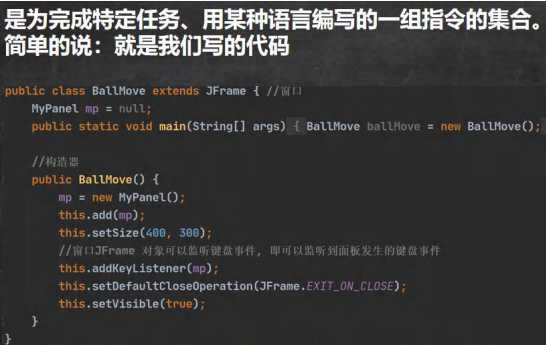 是为完成特定任务、用某种语言编写的一组指令的集合。
简单的说：就是我们写的代码
public class BallMove extends JFrame { //窗口
MyPanel mp = null;
public static void main(String[] args) { BallMove ballMove = new BallMove();
//构造器
public BallMove() {
mp = new MyPanel();
this.add(mp);
this.setSize(400, 300);
//窗口JFrame 对象可以监听键盘事件, 即可以监听到面板发生的键盘事件
this.addKeyListener(mp);
this.setDefaultCloseOperation(JFrame.EXIT_ON_CLOSE);
this.setVisible(true);
}
}